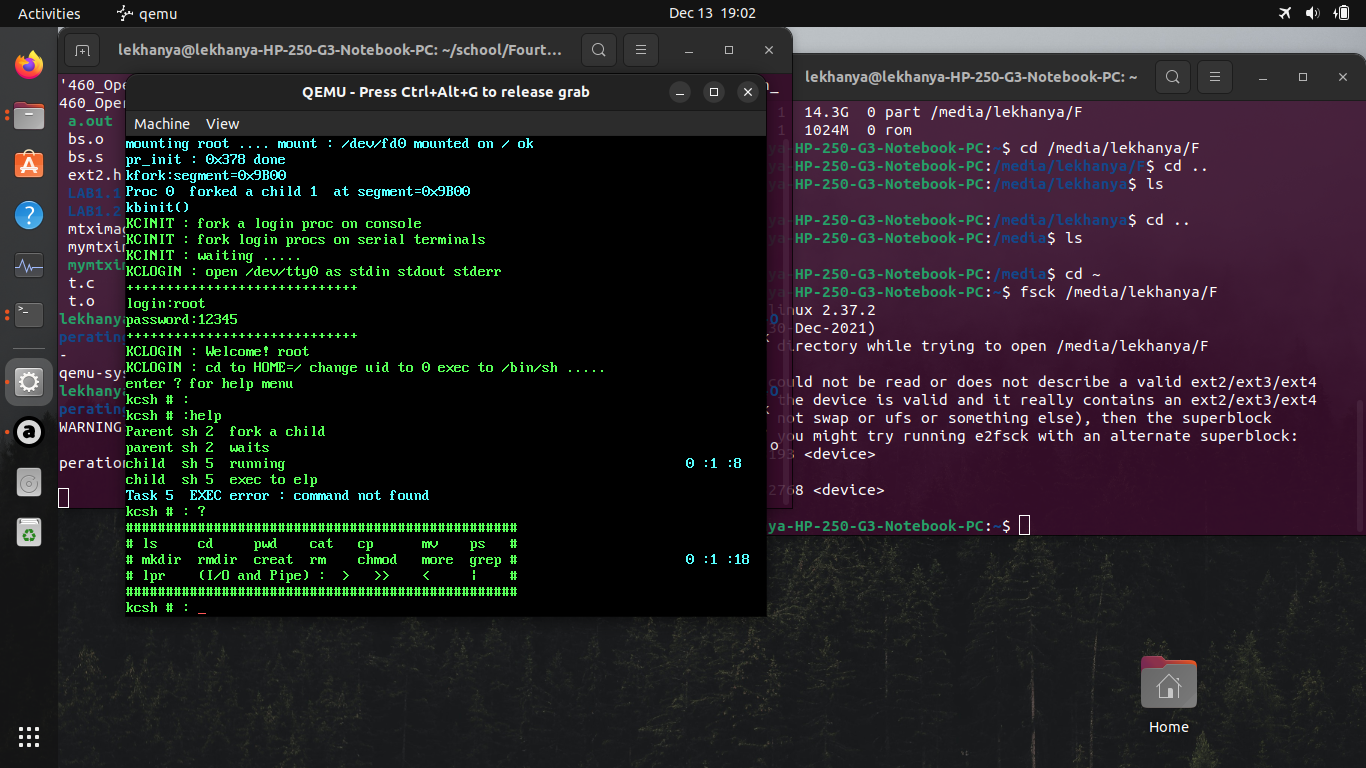 Activities
qemu
Dec 13 19:02
lekhanya@lekhanya-HP-250-G3-Notebook-PC: ~/school/Fourt…
'460_Ope
460_Oper
a.out
bs.o
bs.s
ext2.h
LAB1.1
LAB1.2
mtximag
mymtxi
mymtxim
t.c
t.o
lekhanya
perating
-
qemu-sys
lekhanya
perating
WARNING
peration
QEMU - Press Ctrl+Alt+G to release grab
Machine View
mounting root .... mount : /dev/fd0 mounted on / ok
pr_init : 0x378 done
kfork:segment=0x9B00
Proc 0 forked a child 1 at segment=0x9B00
kbinit()
KCINIT : fork a login proc on console
KCINIT : fork login procs on serial terminals
KCINIT : waiting .....
KCLOGIN : open /dev/tty0 as stdin stdout stderr
+++++++++++++++++++++++++++++
login:root
password:12345
+++++++++++++++++++++++++++++
KCLOGIN : Welcome! root
KCLOGIN : cd to HOME=/ change uid to 0 exec to /bin/sh .....
enter ? for help menu
kcsh # :
kcsh # :help
Parent sh 2 fork a child
parent sh 2 waits
child sh 5 running 0 :1 :8
child sh 5 exec to elp
Task 5 EXEC error : command not found
kcsh # : ?
#################################################
# ls cd pwd cat cp mv ps #
# mkdir rmdir creat rm chmod more grep # 0 :1 :18
# lpr (I/O and Pipe) : > >> < ¦ #
#################################################
kcsh # : _
lekhanya@lekhanya-HP-250-G3-Notebook-PC: ~
1 14.3G 0 part /media/lekhanya/F
1 1024M 0 rom
ya-HP-250-G3-Notebook-PC:~$ cd /media/lekhanya/F
ya-HP-250-G3-Notebook-PC:/media/lekhanya/F$ cd ..
ya-HP-250-G3-Notebook-PC:/media/lekhanya$ ls
ya-HP-250-G3-Notebook-PC:/media/lekhanya$ cd ..
ya-HP-250-G3-Notebook-PC:/media$ ls
ya-HP-250-G3-Notebook-PC:/media$ cd ~
ya-HP-250-G3-Notebook-PC:~$ fsck /media/lekhanya/F
inux 2.37.2
30-Dec-2021)
directory while trying to open /media/lekhanya/F
ould not be read or does not describe a valid ext2/ext3/ext4
the device is valid and it really contains an ext2/ext3/ext4
not swap or ufs or something else), then the superblock
you might try running e2fsck with an alternate superblock:
193 <device>
2768 <device>
ya-HP-250-G3-Notebook-PC:~$
Home